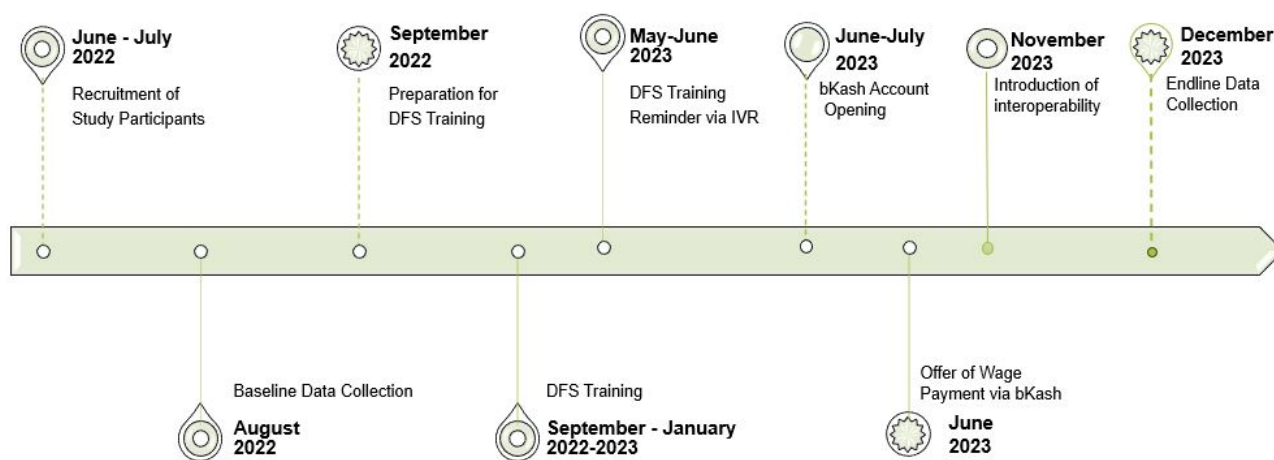 June - July
2022
Recruitment of
Study Participants
September
2022
Preparation for
DFS Training
May-June
2023
DFS Training
Reminder via IVR
June-July
2023
bKash Account
Opening
November
2023
Introduction of
interoperability
December
2023
Endline Data
Collection
Baseline Data Collection
August
2022
DFS Training
September - January
2022-2023
Offer of Wage
Payment via bKash
June
2023